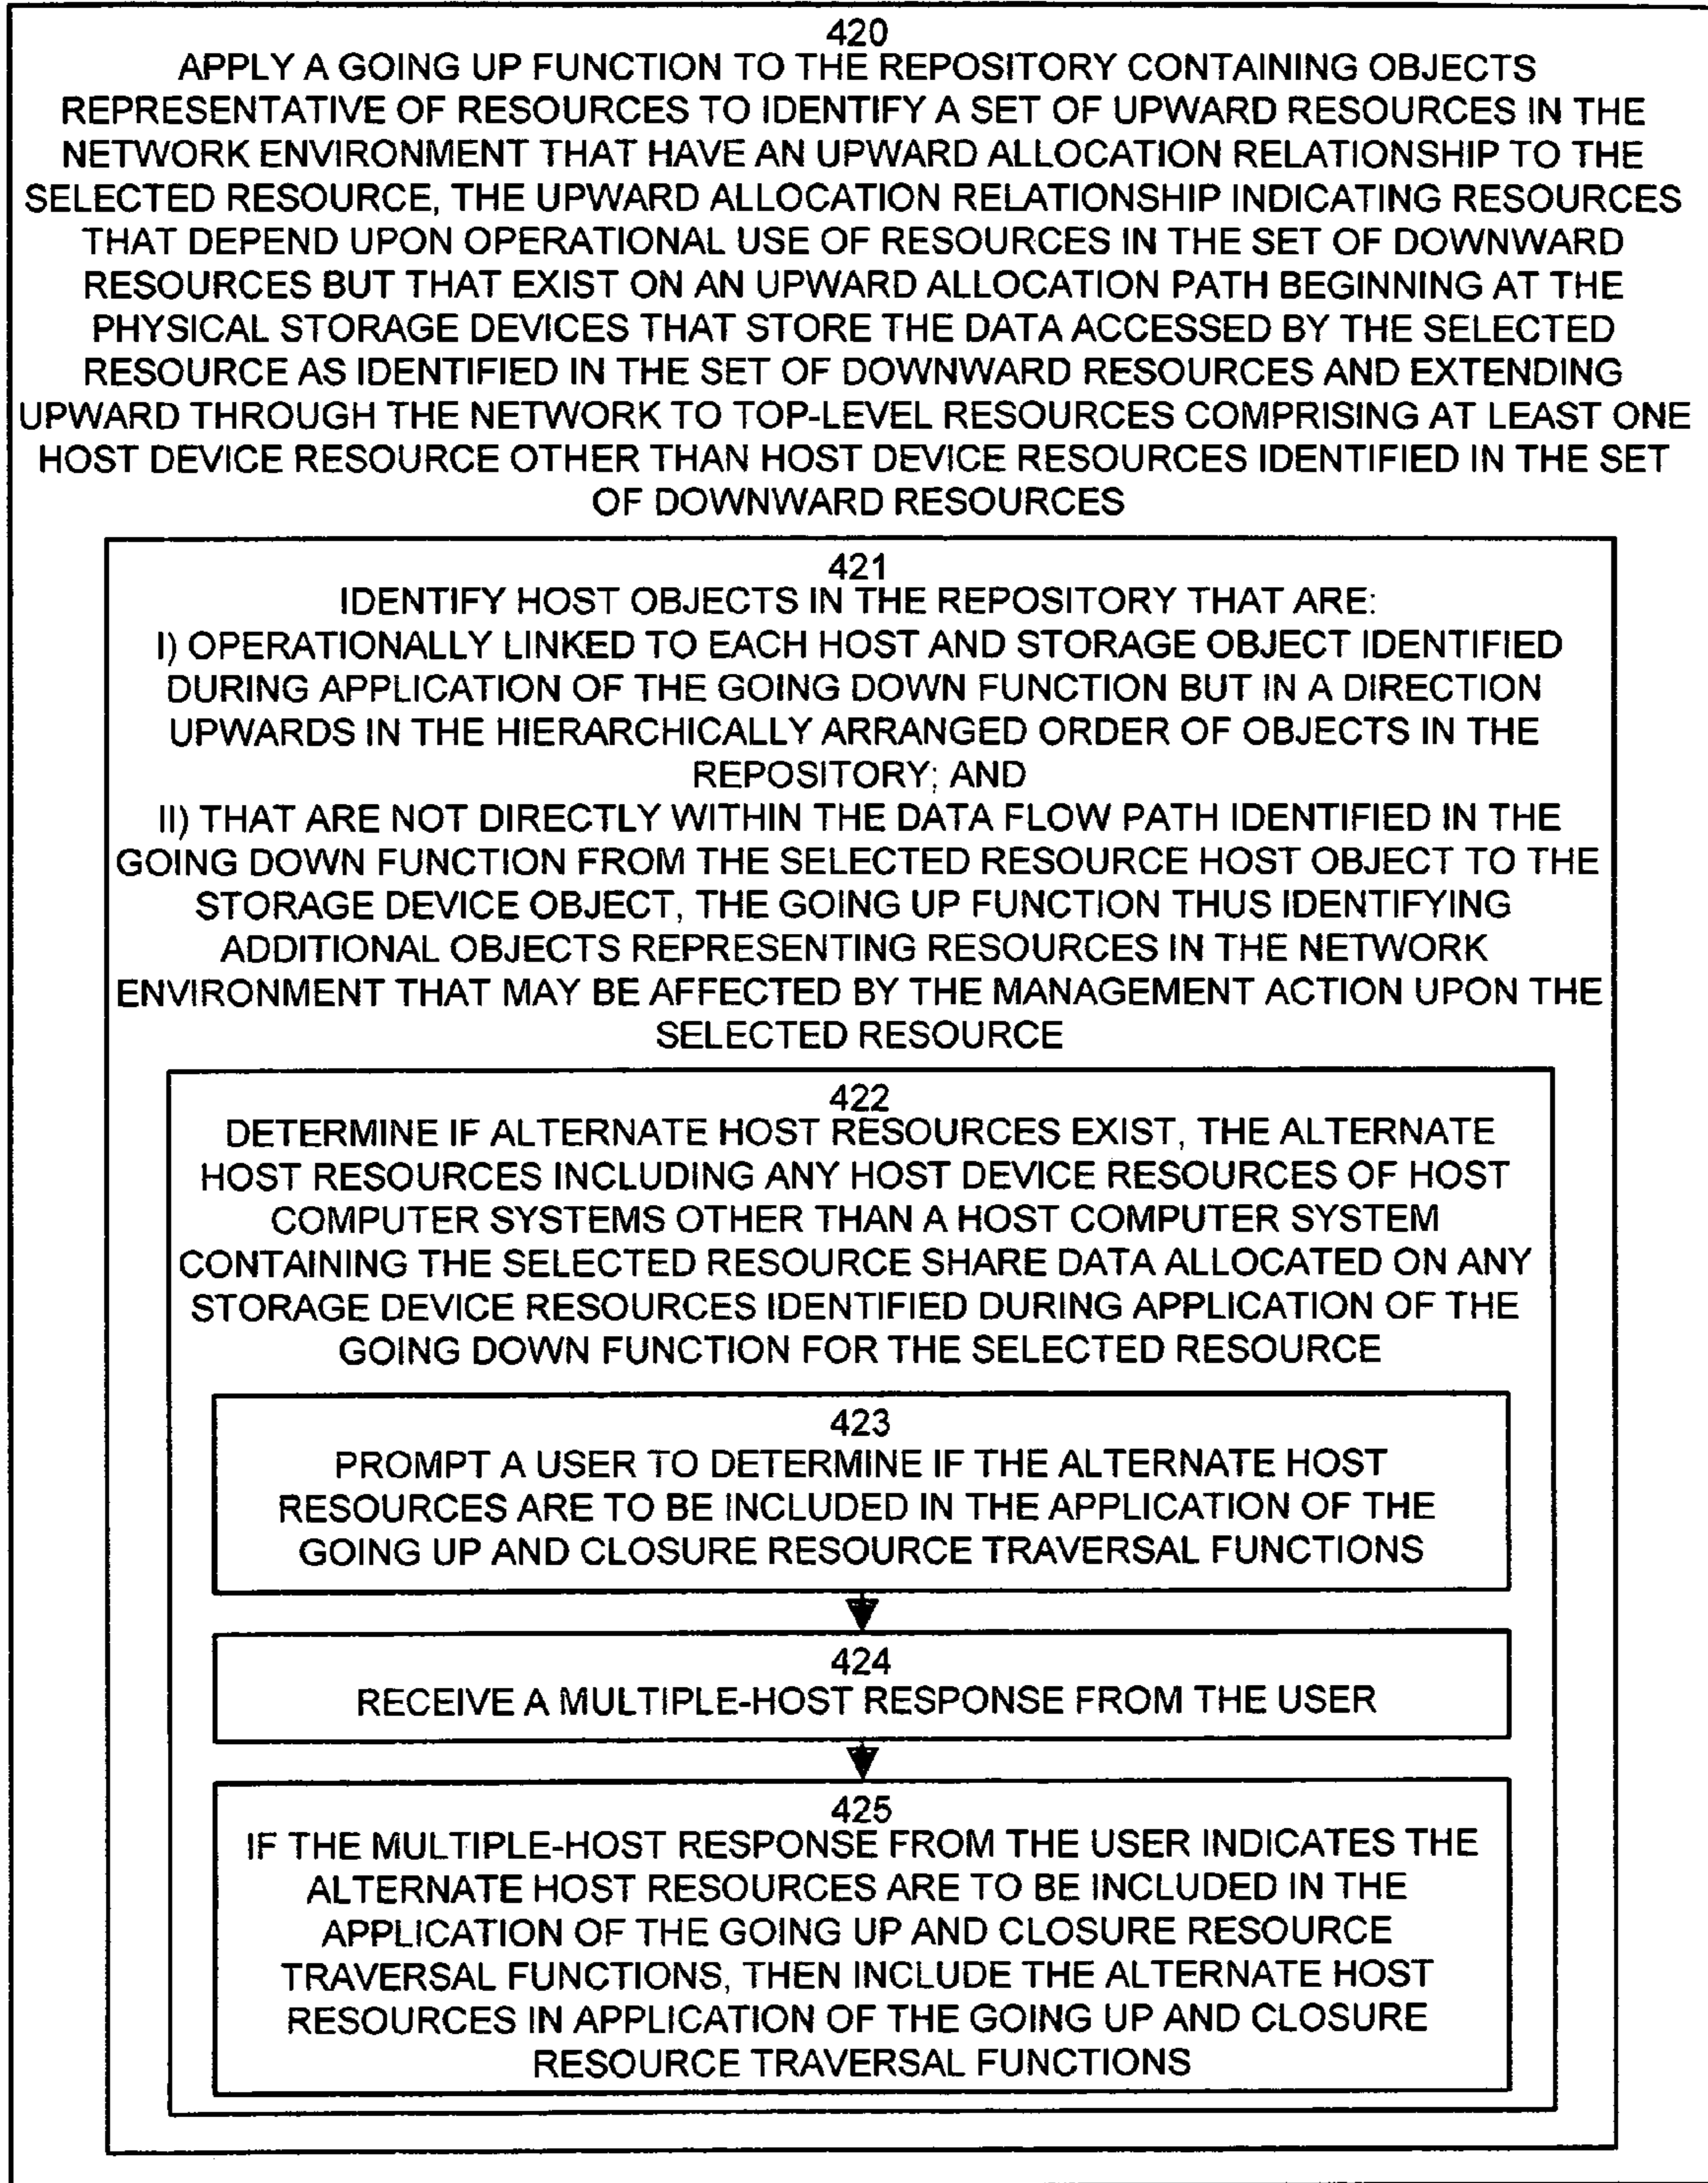 420
APPLY A GOING UP FUNCTION TO THE REPOSITORY CONTAINING OBJECTS
REPRESENTATIVE OF RESOURCES TO IDENTIFY A SET OF UPWARD RESOURCES IN THE
NETWORK ENVIRONMENT THAT HAVE AN UPWARD ALLOCATION RELATIONSHIP TO THE
SELECTED RESOURCE, THE UPWARD ALLOCATION RELATIONSHIP INDICATING RESOURCES
THAT DEPEND UPON OPERATIONAL USE OF RESOURCES IN THE SET OF DOWNWARD
RESOURCES BUT THAT EXIST ON AN UPWARD ALLOCATION PATH BEGINNING AT THE
PHYSICAL STORAGE DEVICES THAT STORE THE DATA ACCESSED BY THE SELECTED
RESOURCE AS IDENTIFIED IN THE SET OF DOWNWARD RESOURCES AND EXTENDING
UPWARD THROUGH THE NETWORK TO TOP-LEVEL RESOURCES COMPRISING AT LEAST ONE
HOST DEVICE RESOURCE OTHER THAN HOST DEVICE RESOURCES IDENTIFIED IN THE SET
OF DOWNWARD RESOURCES
421
IDENTIFY HOST OBJECTS IN THE REPOSITORY THAT ARE:
I) OPERATIONALLY LINKED TO EACH HOST AND STORAGE OBJECT IDENTIFIED
DURING APPLICATION OF THE GOING DOWN FUNCTION BUT IN A DIRECTION
UPWARDS IN THE HIERARCHICALLY ARRANGED ORDER OF OBJECTS IN THE
REPOSITORY; AND
II) THAT ARE NOT DIRECTLY WITHIN THE DATA FLOW PATH IDENTIFIED IN THE
GOING DOWN FUNCTION FROM THE SELECTED RESOURCE HOST OBJECT TO THE
STORAGE DEVICE OBJECT, THE GOING UP FUNCTION THUS IDENTIFYING
ADDITIONAL OBJECTS REPRESENTING RESOURCES IN THE NETWORK
ENVIRONMENT THAT MAY BE AFFECTED BY THE MANAGEMENT ACTION UPON THE
SELECTED RESOURCE
422
DETERMINE IF ALTERNATE HOST RESOURCES EXIST, THE ALTERNATE
HOST RESOURCES INCLUDING ANY HOST DEVICE RESOURCES OF HOST
COMPUTER SYSTEMS OTHER THAN A HOST COMPUTER SYSTEM
CONTAINING THE SELECTED RESOURCE SHARE DATA ALLOCATED ON ANY
STORAGE DEVICE RESOURCES IDENTIFIED DURING APPLICATION OF THE
GOING DOWN FUNCTION FOR THE SELECTED RESOURCE
423
PROMPT A USER TO DETERMINE IF THE ALTERNATE HOST
RESOURCES ARE TO BE INCLUDED IN THE APPLICATION OF THE
GOING UP AND CLOSURE RESOURCE TRAVERSAL FUNCTIONS
424
RECEIVE A MULTIPLE-HOST RESPONSE FROM THE USER
425
IF THE MULTIPLE-HOST RESPONSE FROM THE USER INDICATES THE
ALTERNATE HOST RESOURCES ARE TO BE INCLUDED IN THE
APPLICATION OF THE GOING UP AND CLOSURE RESOURCE
TRAVERSAL FUNCTIONS, THEN INCLUDE THE ALTERNATE HOST
RESOURCES IN APPLICATION OF THE GOING UP AND CLOSURE
RESOURCE TRAVERSAL FUNCTIONS